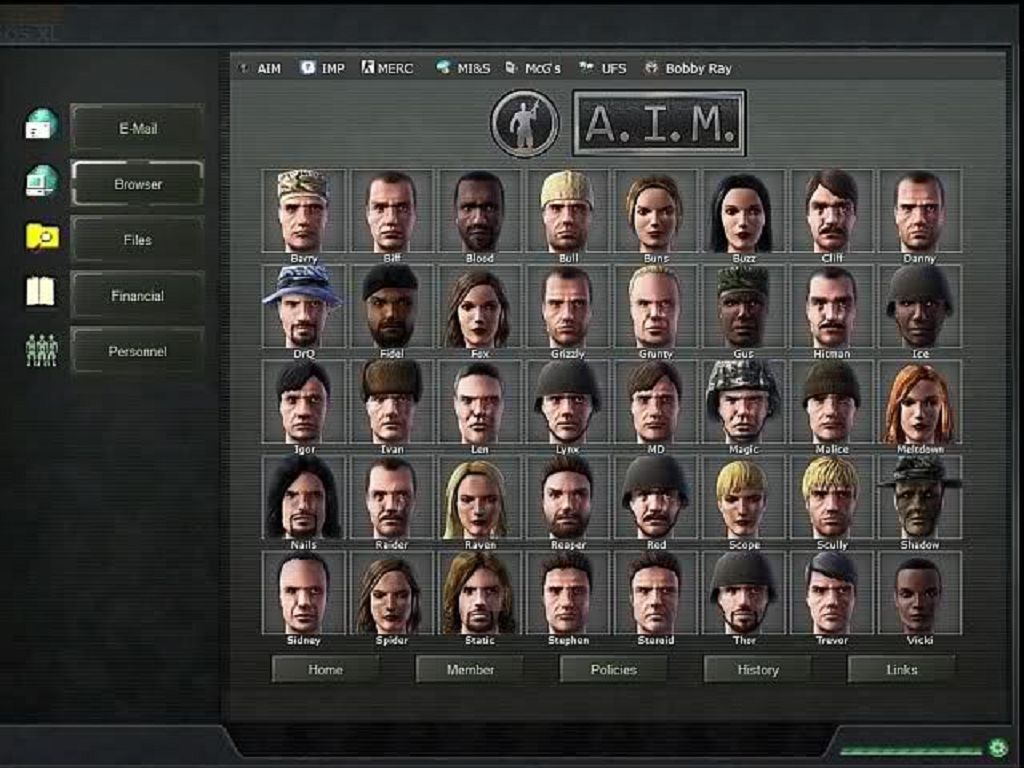 AIM IMP MERC MI&S McG's UFS Bobby Ray
A.I.M.
E-Mail
Browser
Files
Financial
Personnel
Barry Biff Blood Bull Buns Buzz Cliff Danny
DrQ Fidel Fox Grizzly Grunty Gus Hitman Ice
Igor Ivan Len Lynx MD Magic Malice Meltdown
Nails Raider Raven Reaper Red Scope Scully Shadow
Sidney Spider Static Stephen Steroid Thor Trevor Vicki
Home Member Policies History Links